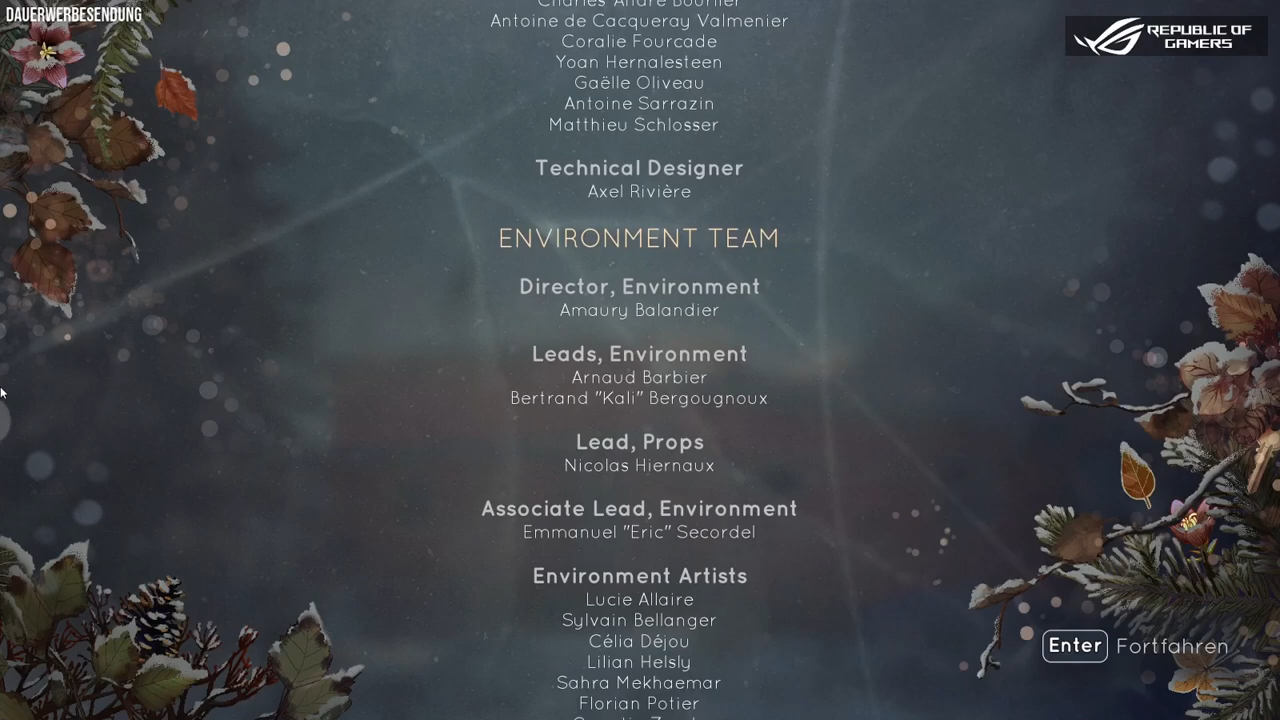 DAUERWERBESENDUNG
REPUBLIC OF
GAMERS
Antoine de Cacqueray Valmenier
Coralie Fourcade
Yoan Hernalesteen
Gaëlle Oliveau
Antoine Sarrazin
Matthieu Schlosser
Technical Designer
Axel Rivière
ENVIRONMENT TEAM
Director, Environment
Amaury Balandier
Leads, Environment
Arnaud Barbier
Bertrand "Kali" Bergougnoux
Lead, Props
Nicolas Hiernaux
Associate Lead, Environment
Emmanuel "Eric" Secordel
Environment Artists
Lucie Allaire
Sylvain Bellanger
Célia Déjou
Lilian Helsly
Sahra Mekhaemar
Florian Potier
Enter Fortfahren